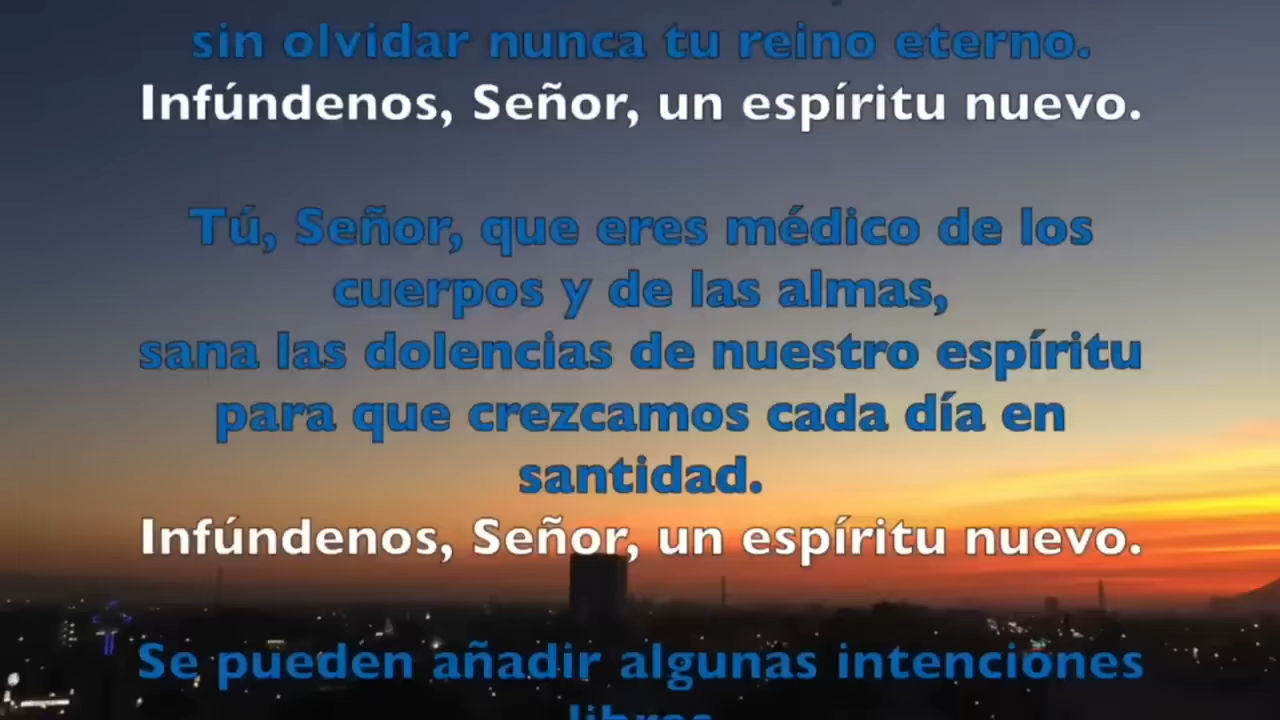 sin olvidar nunca tu reino eterno.
Infúndenos, Señor, un espíritu nuevo.
Tú, Señor, que eres médico de los
cuerpos y de las almas,
sana las dolencias de nuestro espíritu
para que crezcamos cada día en
santidad.
Infúndenos, Señor, un espíritu nuevo.
Se pueden añadir algunas intenciones